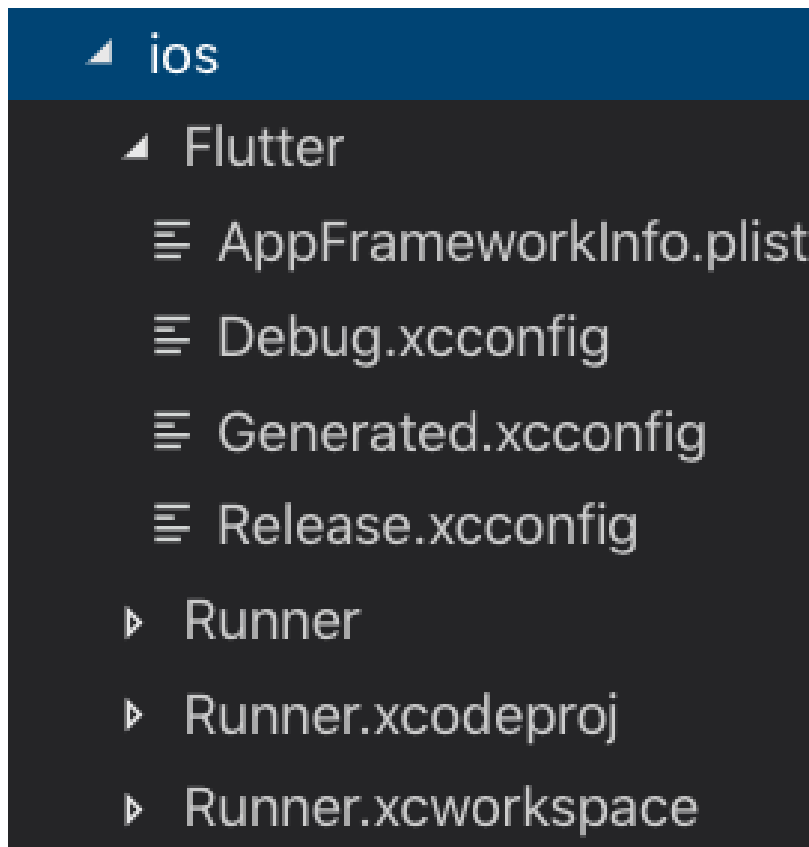 ios
Flutter
AppFrameworkInfo.plist
Debug.xcconfig
Generated.xcconfig
Release.xcconfig
Runner
Runner.xcodeproj
Runner.xcworkspace